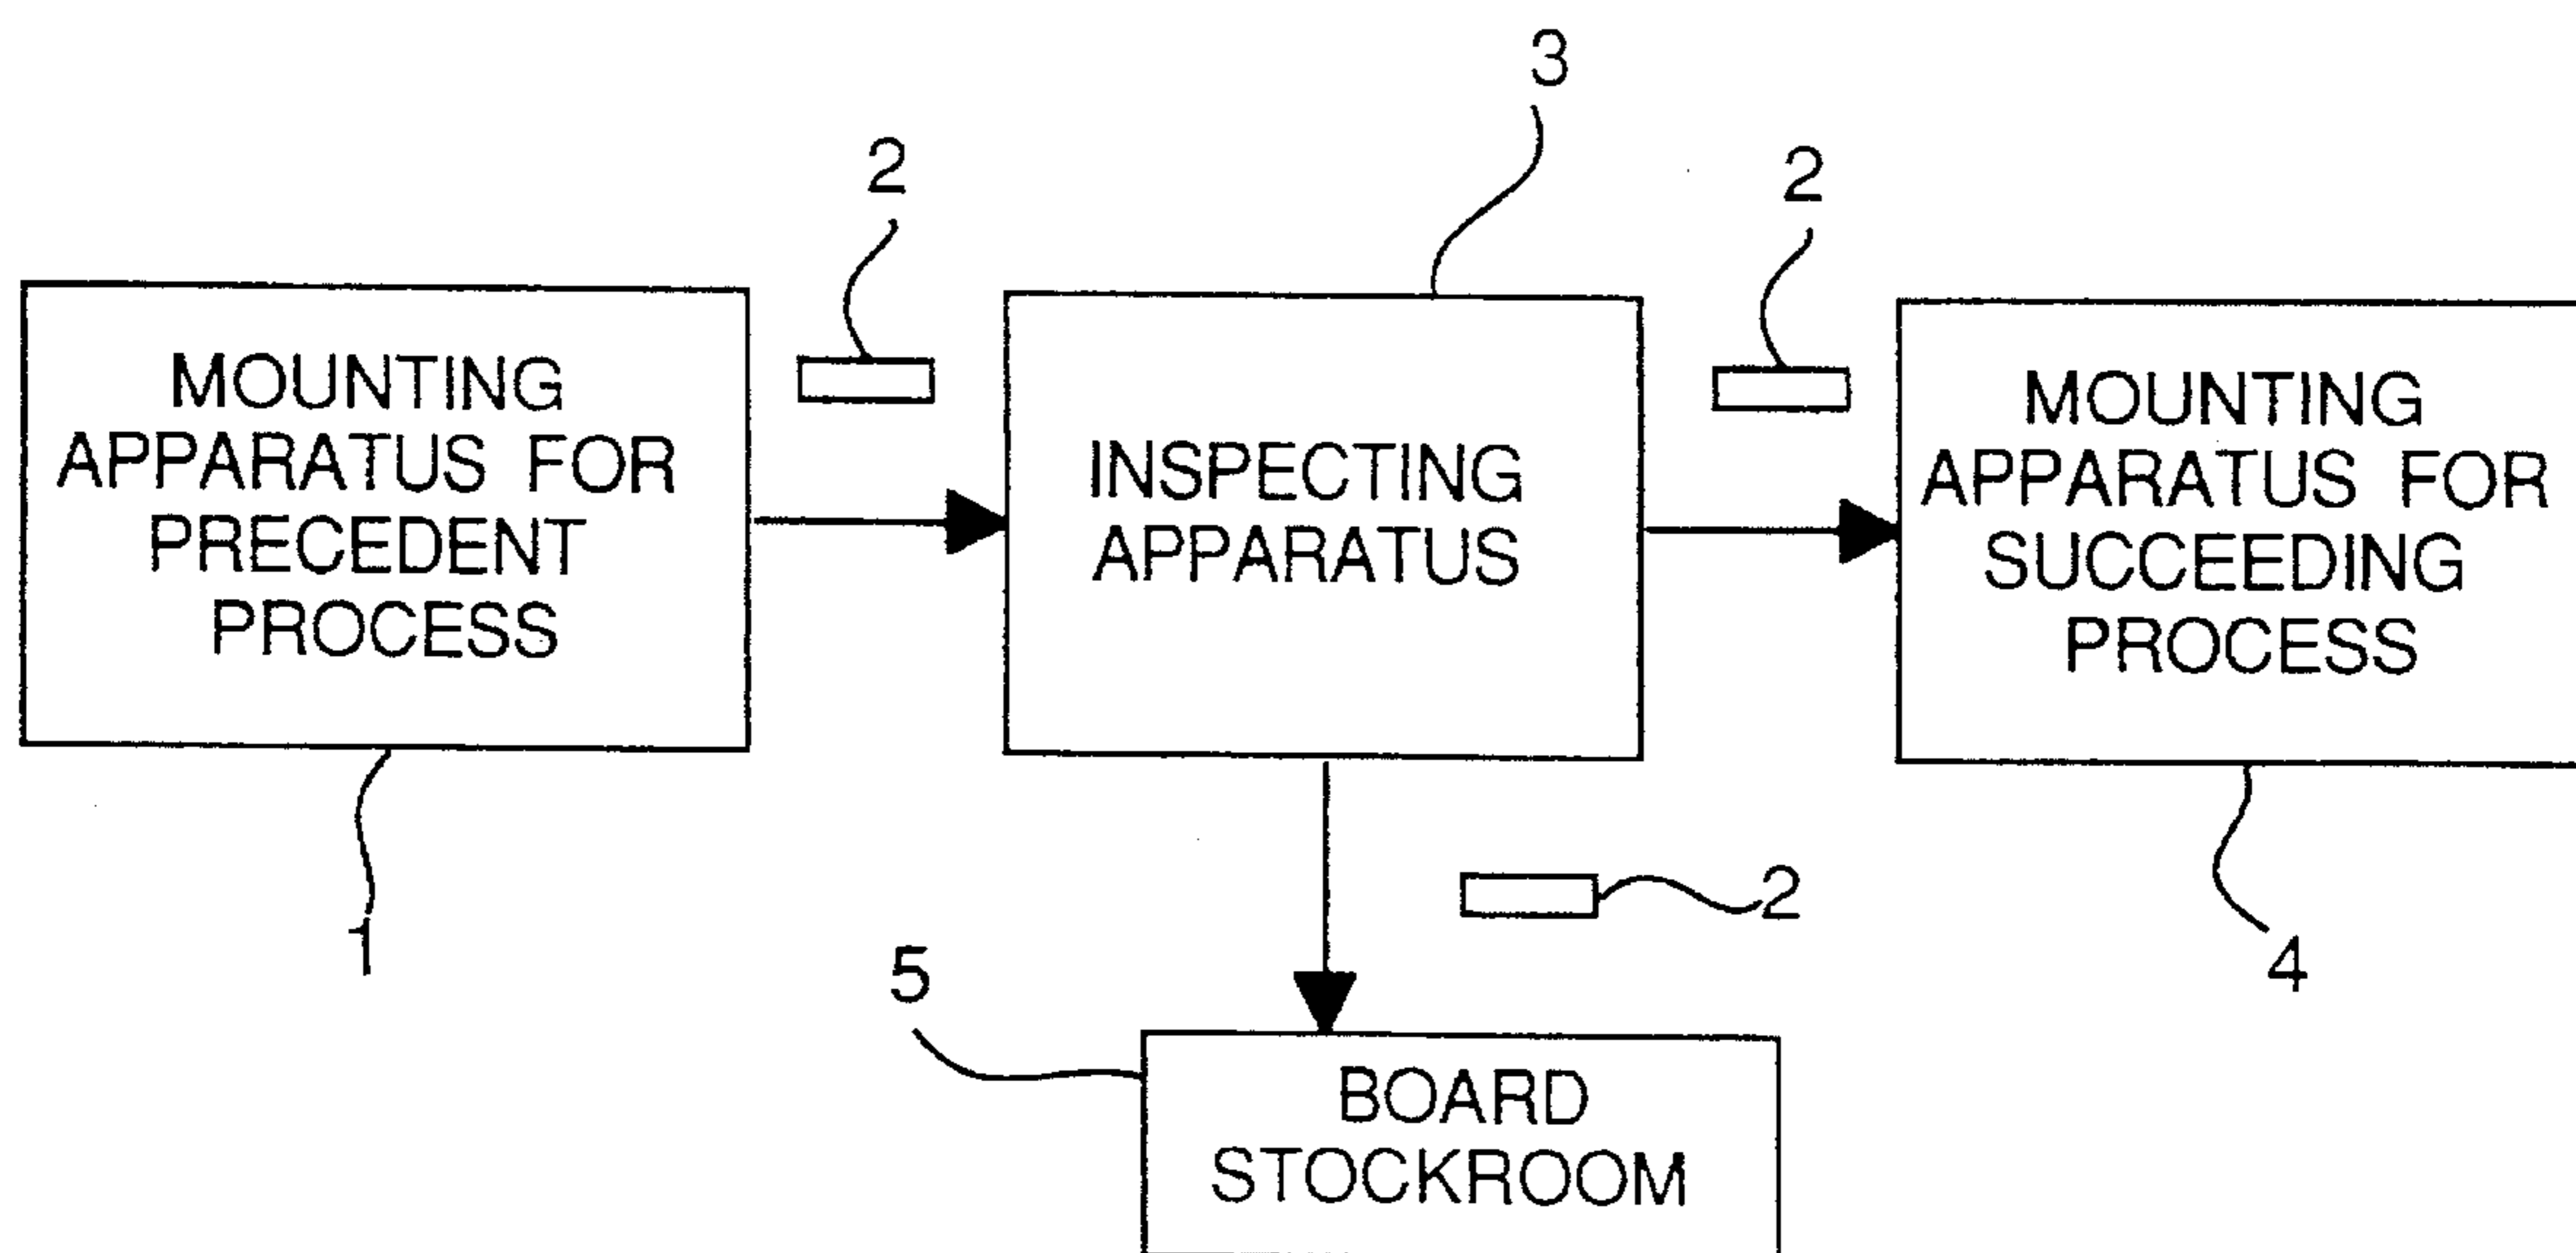 3
2
2
MOUNTING
APPARATUS FOR
PRECEDENT
PROCESS
INSPECTING
APPARATUS
MOUNTING
APPARATUS FOR
SUCCEEDING
PROCESS
2
1
5
4
BOARD
STOCKROOM